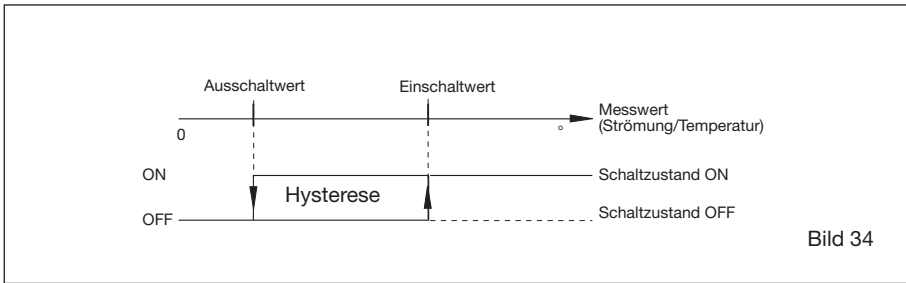 Ausschaltwert
Einschaltwert
Messwert
(Strömung/Temperatur)
0
°
ON
Hysterese
Schaltzustand ON
OFF
Schaltzustand OFF
Bild 34